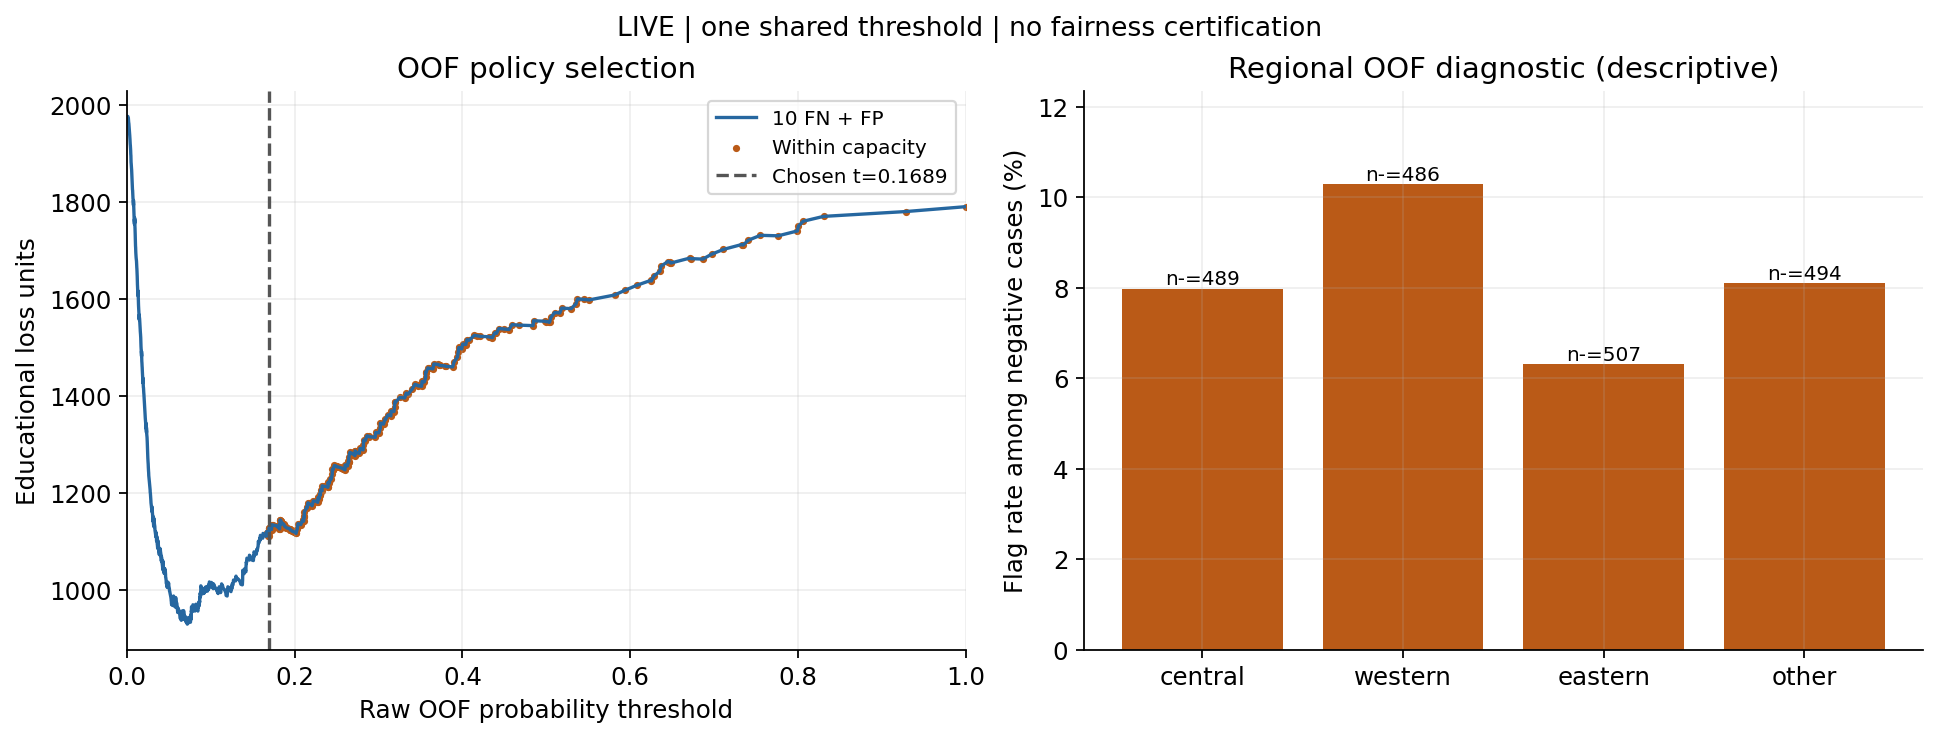 LIVE | one shared threshold | no fairness certification
OOF policy selection
Educational loss units
2000
1800
1600
1400
1200
1000
10 FN + FP
Within capacity
Chosen t=0.1689
0.0
0.2
0.4
0.6
0.8
1.0
Raw OOF probability threshold
Regional OOF diagnostic (descriptive)
Flag rate among negative cases (%)
12
10
8
6
4
2
0
n-=489
n-=486
n-=507
n-=494
central
western
eastern
other